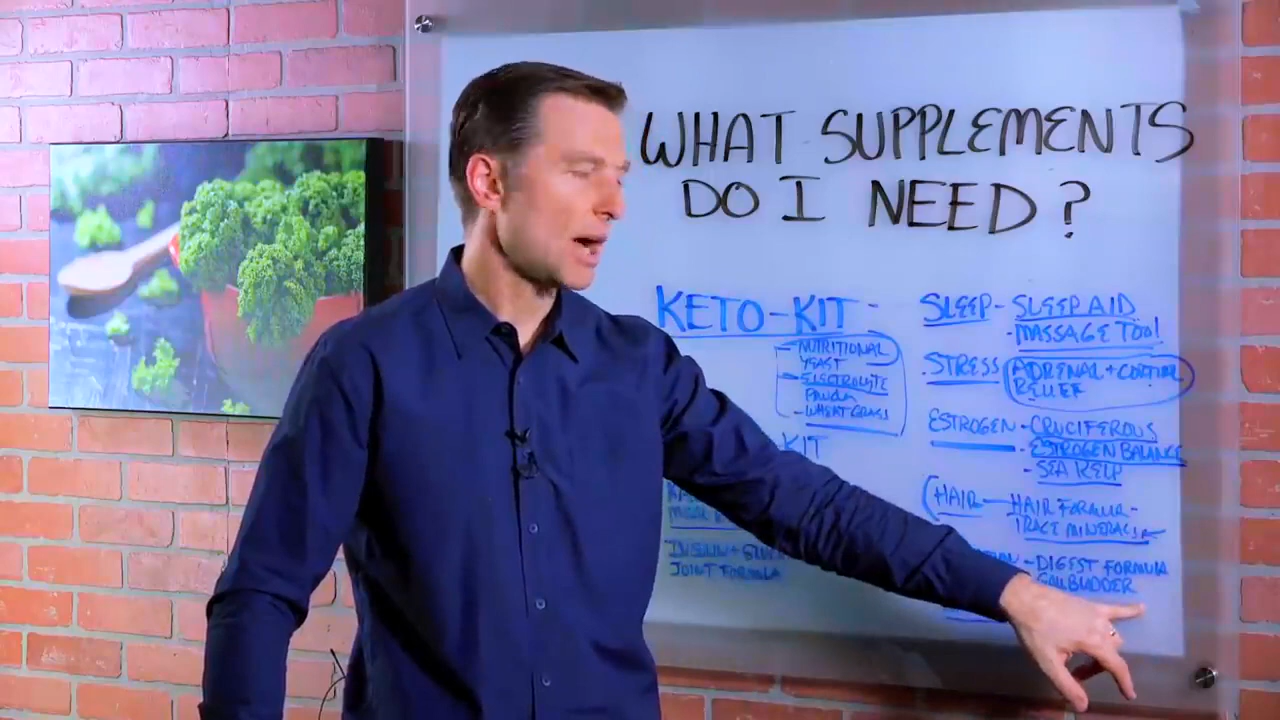 WHAT SUPPLEMENTS
DO I NEED?
KETO-KIT -
- NUTRITIONAL
YEAST
- ELECTROLYTE
POWDER
- WHEAT GRASS
KIT
INSULIN + GLUC
JOINT FORMULA
SLEEP - SLEEP AID
- MASSAGE TOOL
STRESS ADRENAL + CORTISOL
RELIEF
ESTROGEN - CRUCIFEROUS
- ESTROGEN BALANCE
- SEA KELP
HAIR — HAIR FORMULA -
TRACE MINERALS
- DIGEST FORMULA
GALLBLADDER